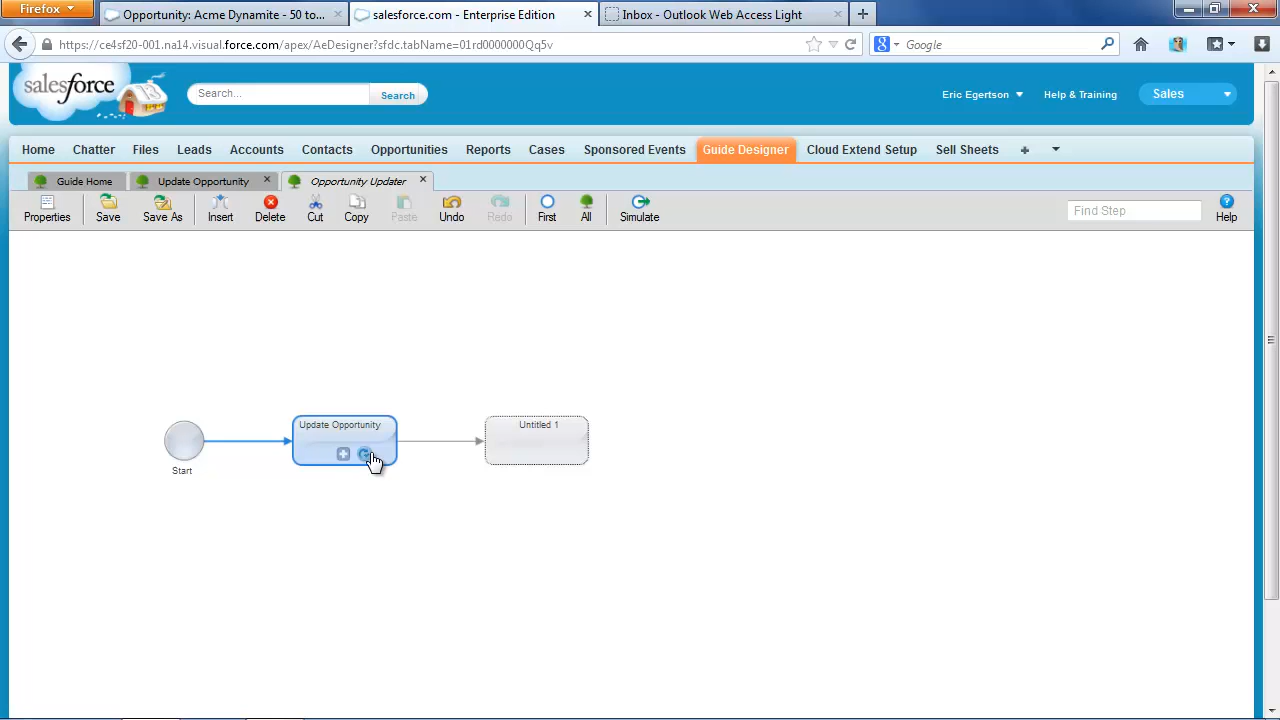 Firefox
Opportunity: Acme Dynamite - 50 to...
salesforce.com - Enterprise Edition
Inbox - Outlook Web Access Light
https://ce4sf20-001.na14.visual.force.com/apex/AeDesigner?sfdc.tabName=01rd0000000Qq5v
Google
salesforce
13
Search...
Search
Eric Egertson
Help & Training
Sales
Home
Chatter
Files
Leads
Accounts
Contacts
Opportunities
Reports
Cases
Sponsored Events
Guide Designer
Cloud Extend Setup
Sell Sheets
Guide Home
Update Opportunity
Opportunity Updater
Properties
Save
Save As
Insert
Delete
Cut
Copy
Paste
Undo
Redo
First
All
Simulate
Find Step
Help
Start
Update Opportunity
Untitled 1